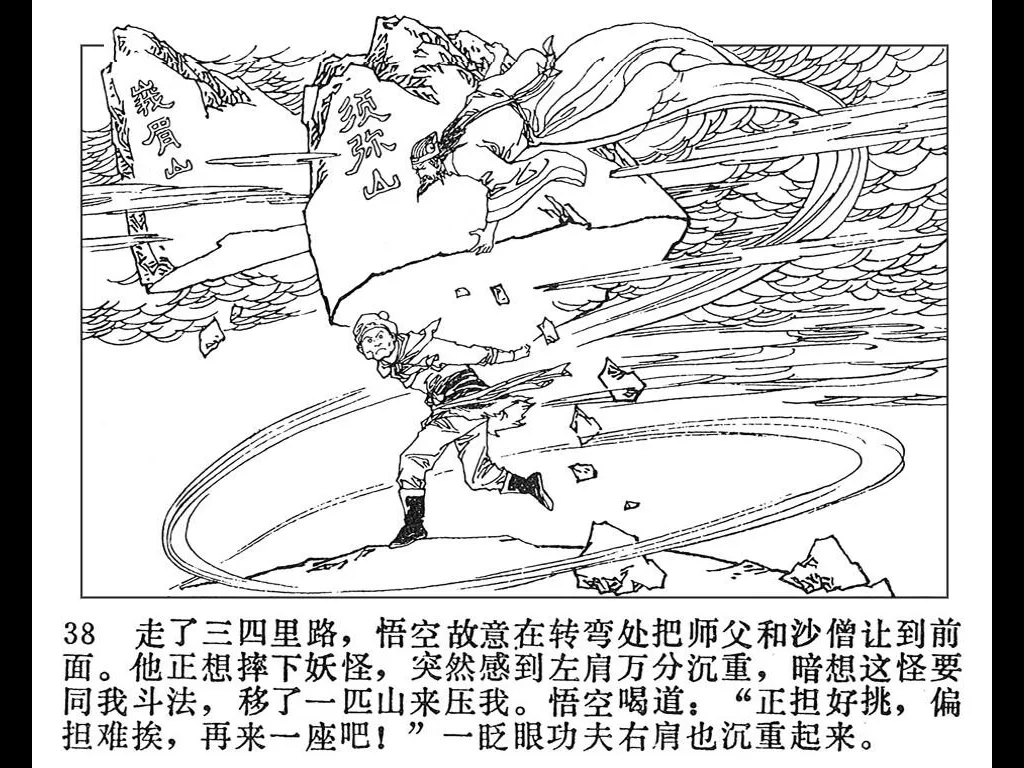 峩眉山
须弥山
38 走了三四里路，悟空故意在转弯处把师父和沙僧让到前
面。他正想摔下妖怪，突然感到左肩万分沉重，暗想这怪要
同我斗法，移了一匹山来压我。悟空喝道：“正担好挑，偏
担难挨，再来一座吧！”一眨眼功夫右肩也沉重起来。